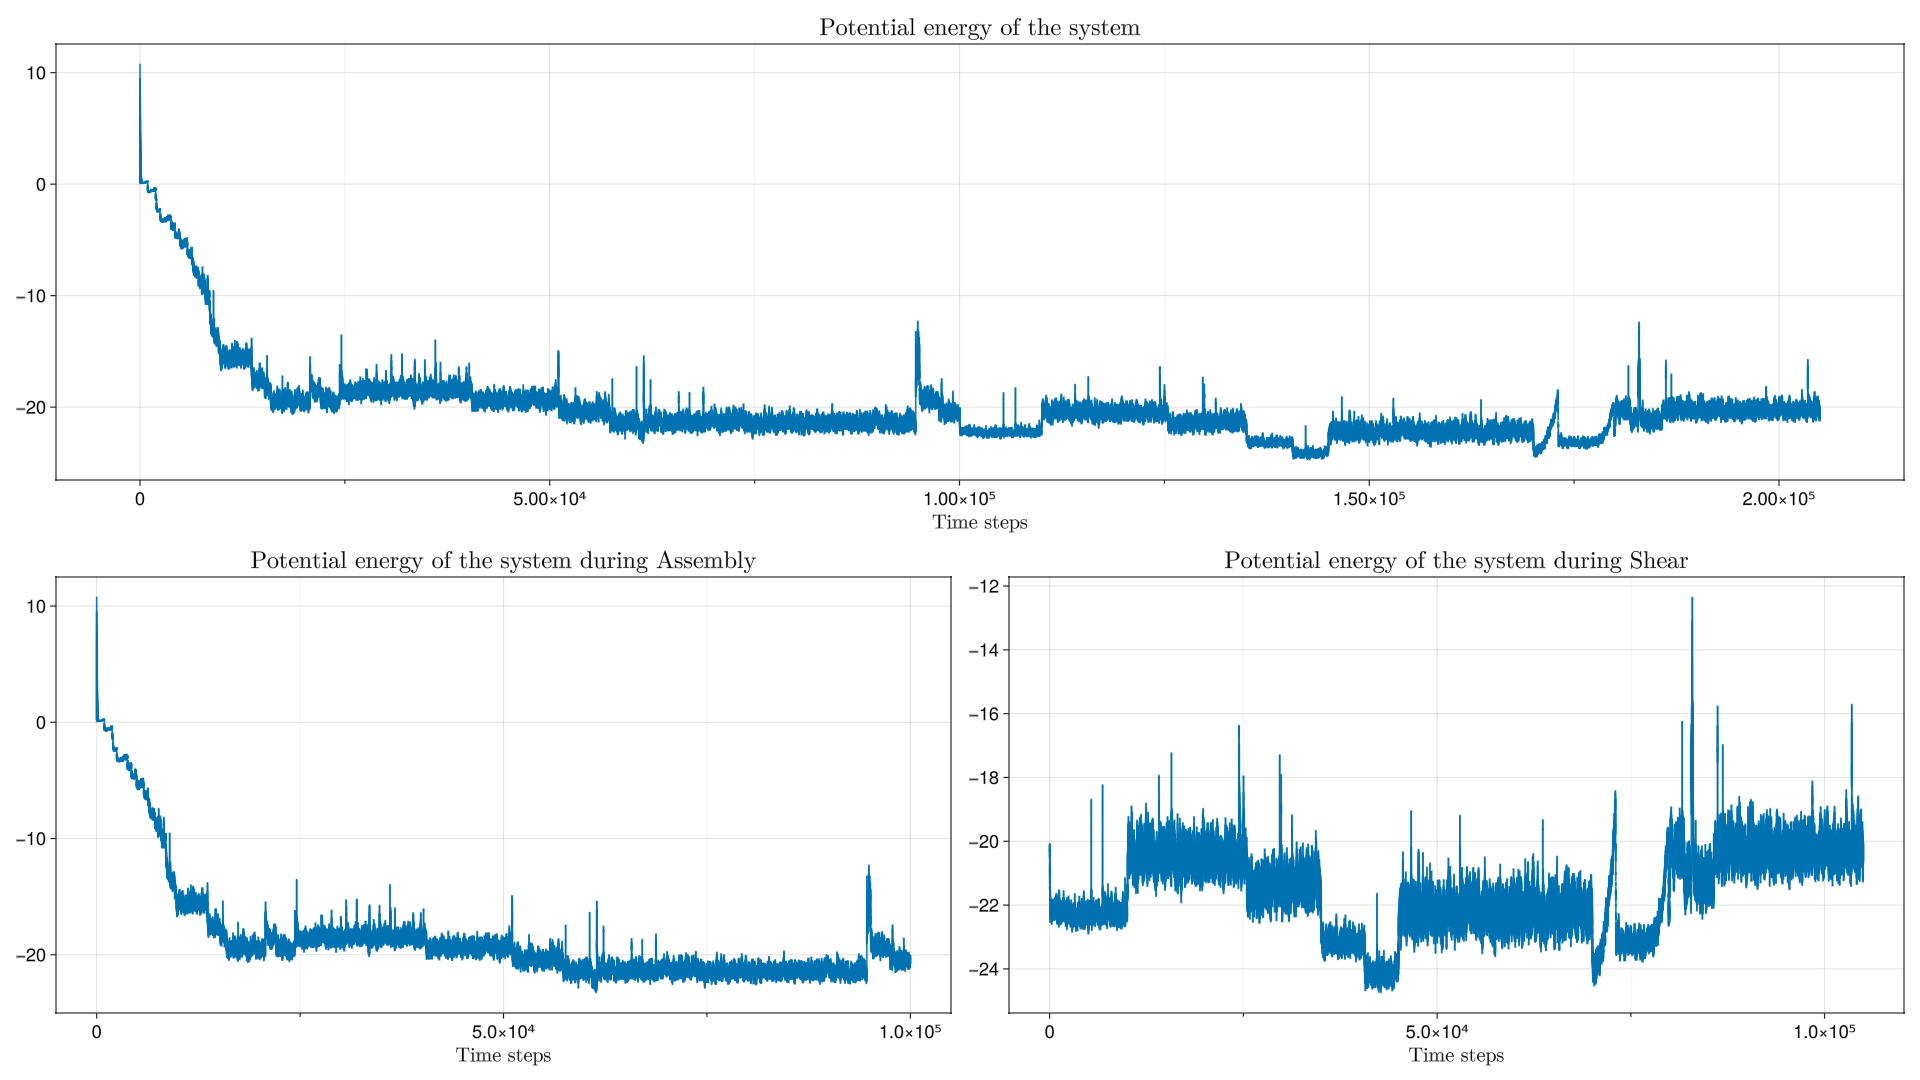 Potential energy of the system
10
0
−10
−20
0 5.00×10⁴ 1.00×10⁵ 1.50×10⁵ 2.00×10⁵
Time steps
Potential energy of the system during Assembly
10
0
−10
−20
0 5.0×10⁴ 1.0×10⁵
Time steps
Potential energy of the system during Shear
−12
−14
−16
−18
−20
−22
−24
0 5.0×10⁴ 1.0×10⁵
Time steps